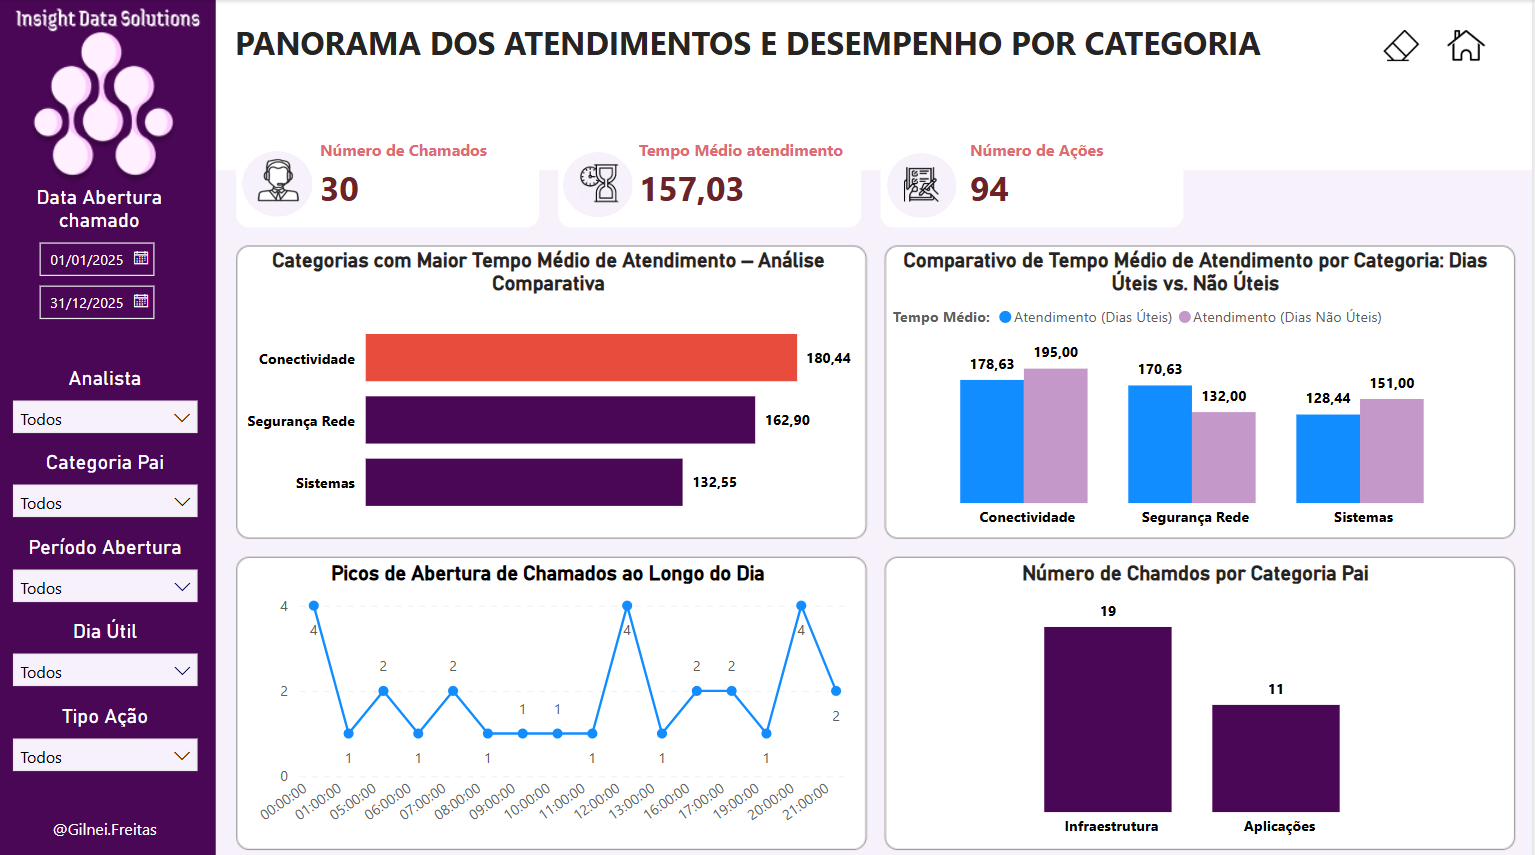 Insight Data Solutions
Data Abertura
chamado
01/01/2025
31/12/2025
Analista
Todos
Categoria Pai
Todos
Período Abertura
Todos
Dia Útil
Todos
Tipo Ação
Todos
@Gilnei.Freitas
PANORAMA DOS ATENDIMENTOS E DESEMPENHO POR CATEGORIA
Número de Chamados
30
Tempo Médio atendimento
157,03
Número de Ações
94
Categorias com Maior Tempo Médio de Atendimento – Análise
Comparativa
Conectividade 180,44
Segurança Rede 162,90
Sistemas 132,55
Comparativo de Tempo Médio de Atendimento por Categoria: Dias
Úteis vs. Não Úteis
Tempo Médio: Atendimento (Dias Úteis) Atendimento (Dias Não Úteis)
178,63 195,00 170,63 132,00 128,44 151,00
Conectividade Segurança Rede Sistemas
Picos de Abertura de Chamados ao Longo do Dia
4
2
0
4 1 2 1 2 1 1 1 1 4 1 2 2 1 4 2
00:00:00 01:00:00 05:00:00 06:00:00 07:00:00 08:00:00 09:00:00 10:00:00 11:00:00 12:00:00 13:00:00 16:00:00 17:00:00 19:00:00 20:00:00 21:00:00
Número de Chamdos por Categoria Pai
19
11
Infraestrutura Aplicações